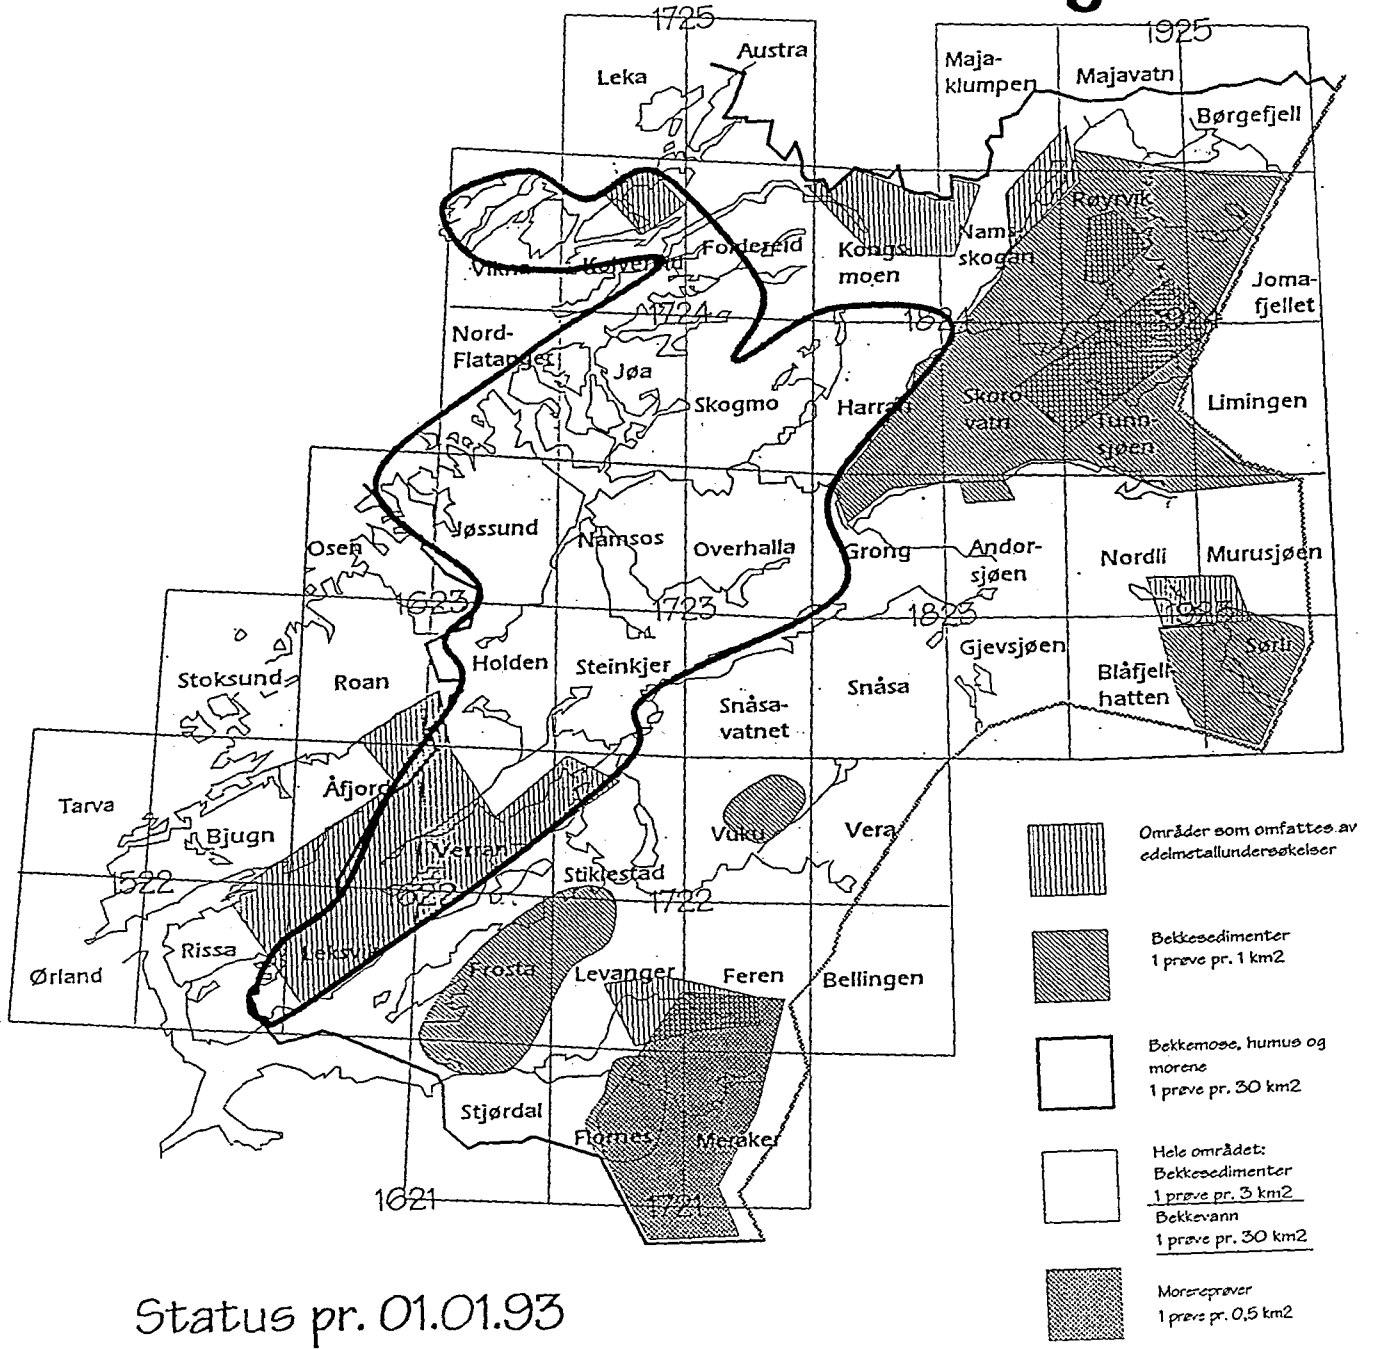 1725
1925
Austra
Maja-
klumpen
Majavatn
Leka
Børgefjell
Røyrvik
Nams-
skogan
Foldereid
Kongs
moen
Vikna
Kolvereid
Joma-
fjellet
1724
Nord-
Flatanger
Jøa
Skogmo
Harran
Skoro
vatn
Tunn-
sjøen
Limingen
Jøssund
Namsos
Overhalla
Grong
Andor-
sjøen
Nordli
Murusjøen
Osen
1623
1723
1823
Stoksund
Roan
Holden
Steinkjer
Snåsa-
vatnet
Snåsa
Gjevsjøen
Blåfjell-
hatten
Sørli
Tarva
Åfjord
Bjugn
Verran
Vuku
Vera
Stiklestad
1522
1622
1722
Ørland
Rissa
Leksvik
Frosta
Levanger
Feren
Bellingen
Stjørdal
Flornes
Meråker
1621
1721
Områder som omfattes av
edelmetallundersøkelser
Bekkesedimenter
1 prøve pr. 1 km2
Bekkemose, humus og
morene
1 prøve pr. 30 km2
Hele området:
Bekkesedimenter
1 prøve pr. 3 km2
Bekkevann
1 prøve pr. 30 km2
Moreneprøver
1 prøve pr. 0,5 km2
Status pr. 01.01.93